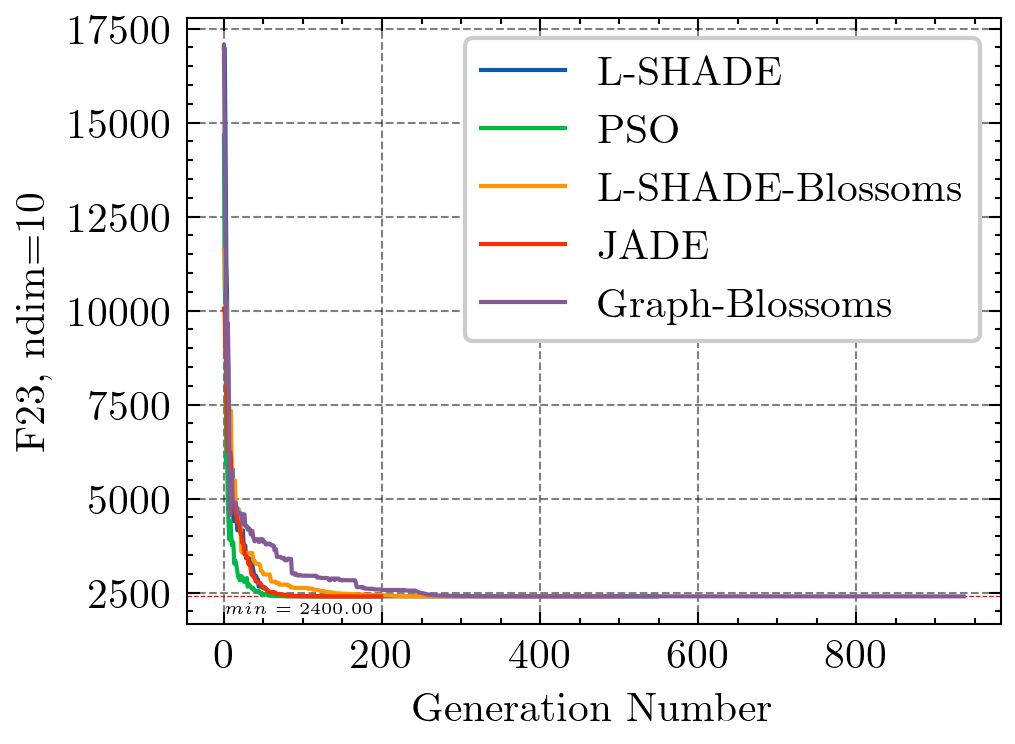 17500
15000
12500
10000
7500
5000
2500
F23, ndim=10
L-SHADE
PSO
L-SHADE-Blossoms
JADE
Graph-Blossoms
min = 2400.00
0 200 400 600 800
Generation Number